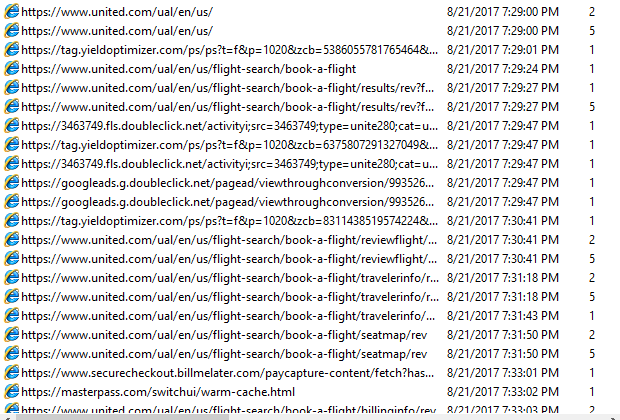 https://www.united.com/ual/en/us/ 8/21/2017 7:29:00 PM 2
https://www.united.com/ual/en/us/ 8/21/2017 7:29:00 PM 5
https://tag.yieldoptimizer.com/ps/ps?t=f&p=1020&zcb=538605581765464&... 8/21/2017 7:29:01 PM 1
https://www.united.com/ual/en/us/flight-search/book-a-flight 8/21/2017 7:29:24 PM 1
https://www.united.com/ual/en/us/flight-search/book-a-flight/results/rev?f... 8/21/2017 7:29:27 PM 1
https://www.united.com/ual/en/us/flight-search/book-a-flight/results/rev?f... 8/21/2017 7:29:27 PM 5
https://3463749.fls.doubleclick.net/activityi;src=3463749;type=unite280;cat=u... 8/21/2017 7:29:47 PM 1
https://tag.yieldoptimizer.com/ps/ps?t=f&p=1020&zcb=6375807291327049&... 8/21/2017 7:29:47 PM 1
https://3463749.fls.doubleclick.net/activityi;src=3463749;type=unite280;cat=u... 8/21/2017 7:29:47 PM 1
https://googleads.g.doubleclick.net/pagead/viewthroughconversion/993526... 8/21/2017 7:29:47 PM 1
https://googleads.g.doubleclick.net/pagead/viewthroughconversion/993526... 8/21/2017 7:29:47 PM 1
https://tag.yieldoptimizer.com/ps/ps?t=f&p=1020&zcb=83114385195742248&... 8/21/2017 7:30:41 PM 1
https://www.united.com/ual/en/us/flight-search/book-a-flight/reviewflight/... 8/21/2017 7:30:41 PM 2
https://www.united.com/ual/en/us/flight-search/book-a-flight/reviewflight/... 8/21/2017 7:30:41 PM 5
https://www.united.com/ual/en/us/flight-search/book-a-flight/travelerinfo/r... 8/21/2017 7:31:18 PM 2
https://www.united.com/ual/en/us/flight-search/book-a-flight/travelerinfo/r... 8/21/2017 7:31:18 PM 5
https://www.united.com/ual/en/us/flight-search/book-a-flight/travelerinfo/... 8/21/2017 7:31:43 PM 1
https://www.united.com/ual/en/us/flight-search/book-a-flight/seatmap/rev 8/21/2017 7:31:50 PM 2
https://www.united.com/ual/en/us/flight-search/book-a-flight/seatmap/rev 8/21/2017 7:31:50 PM 5
https://www.securecheckout.billmelater.com/paycapture-content/fetch?has... 8/21/2017 7:33:01 PM 1
https://masterpass.com/switchui/warm-cache.html 8/21/2017 7:33:02 PM 1
https://www.united.com/ual/en/us/flight-search/book-a-flight/billinginfo/rev 8/21/2017 7:33:03 PM 2